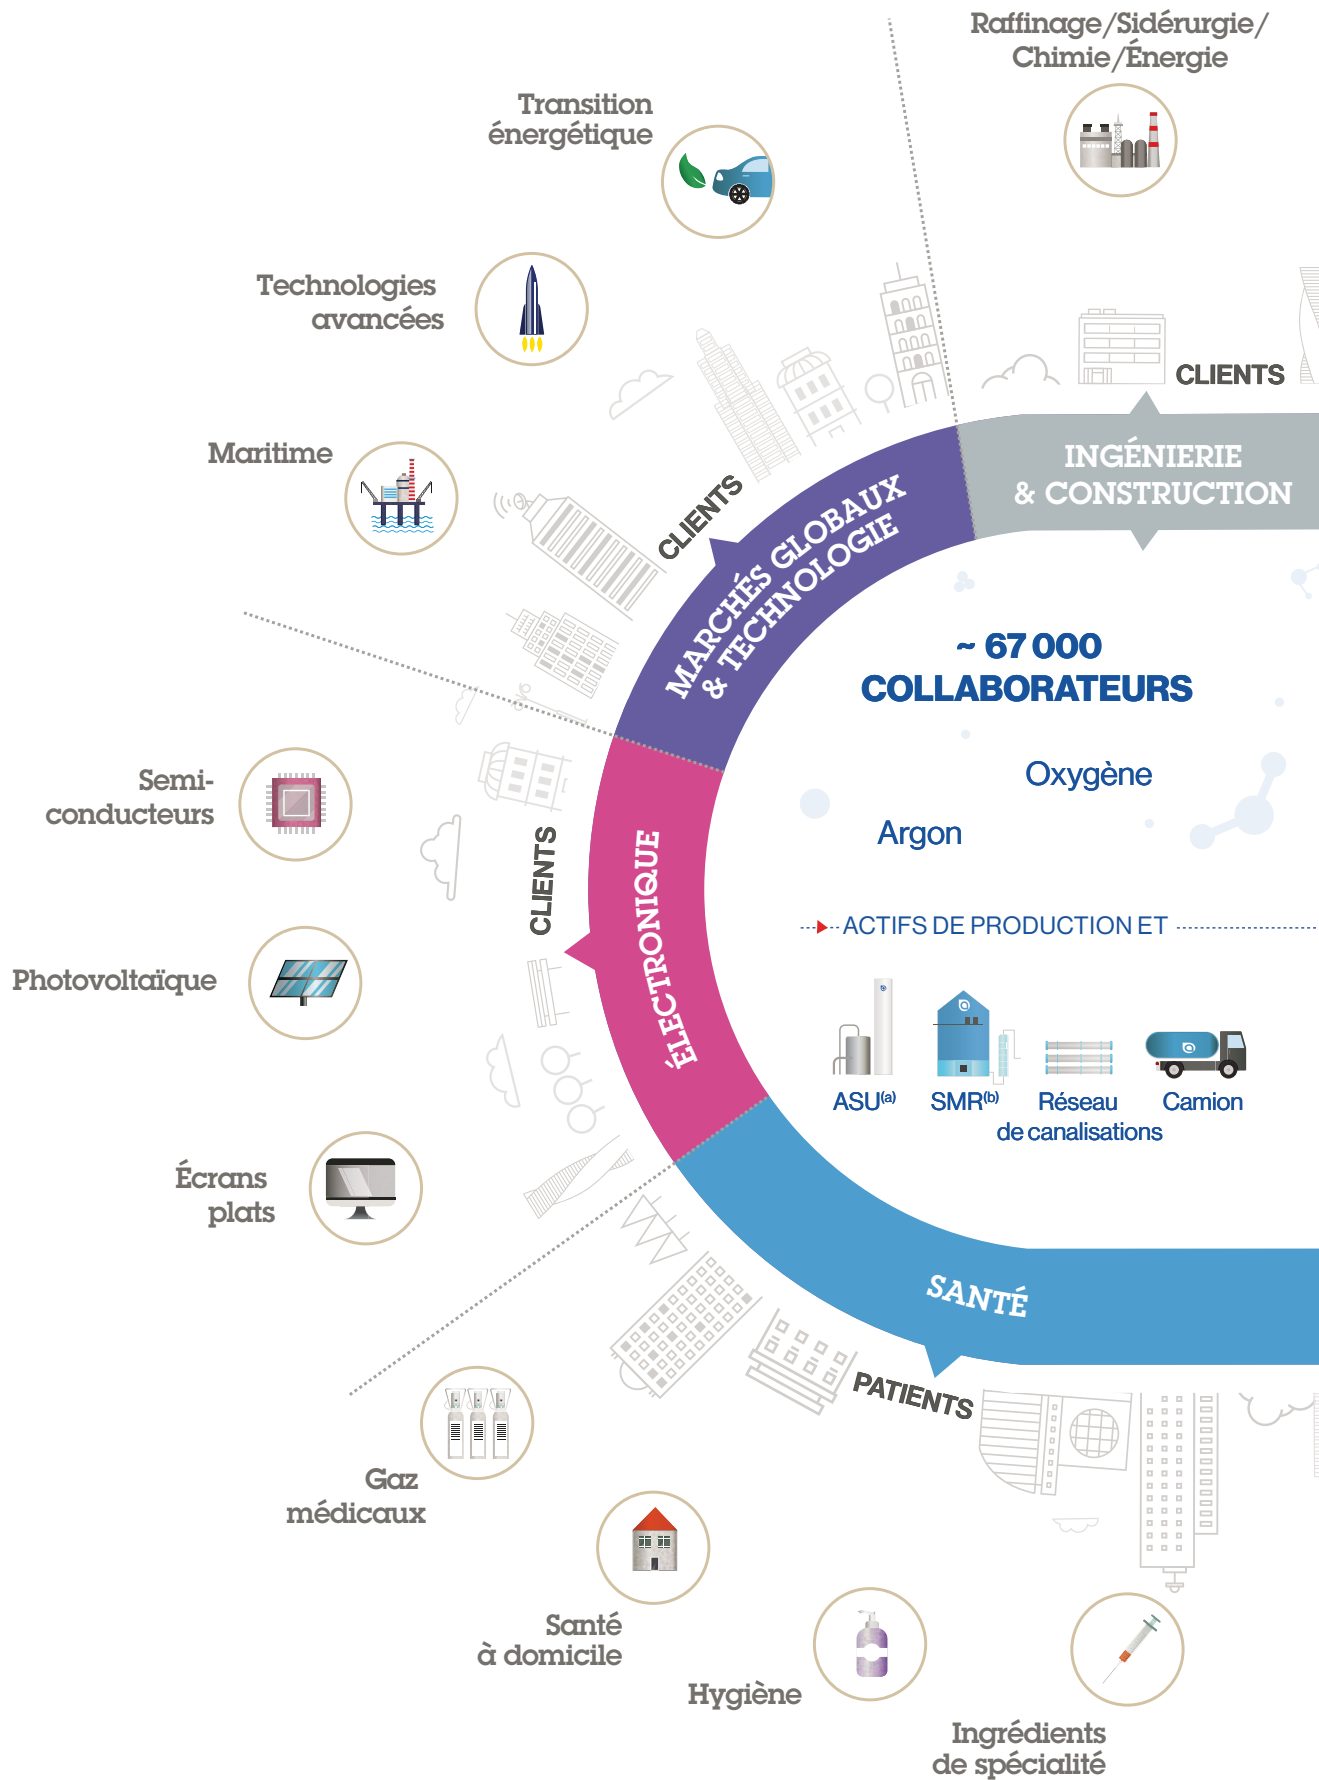 Raffinage/Sidérurgie/
Chimie/Énergie
Transition
énergétique
Technologies
avancées
Maritime
CLIENTS
INGÉNIERIE
& CONSTRUCTION
CLIENTS
MARCHÉS GLOBAUX
& TECHNOLOGIE
~ 67 000
COLLABORATEURS
Oxygène
Argon
Semi-
conducteurs
CLIENTS
ÉLECTRONIQUE
Photovoltaïque
ACTIFS DE PRODUCTION ET
ASU(a)
SMR(b)
Réseau
de canalisations
Camion
Écrans
plats
SANTÉ
PATIENTS
Gaz
médicaux
Santé
à domicile
Hygiène
Ingrédients
de spécialité